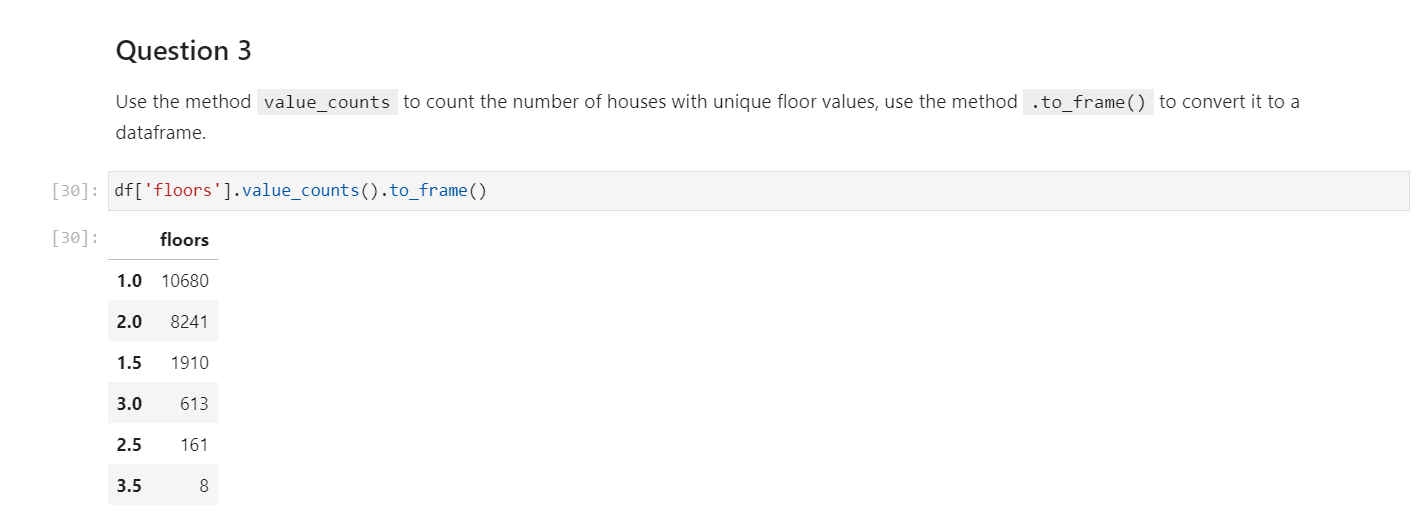 Question 3
Use the method value_counts to count the number of houses with unique floor values, use the method .to_frame() to convert it to a
dataframe.
[30]: df['floors'].value_counts().to_frame()
[30]: floors
1.0 10680
2.0 8241
1.5 1910
3.0 613
2.5 161
3.5 8